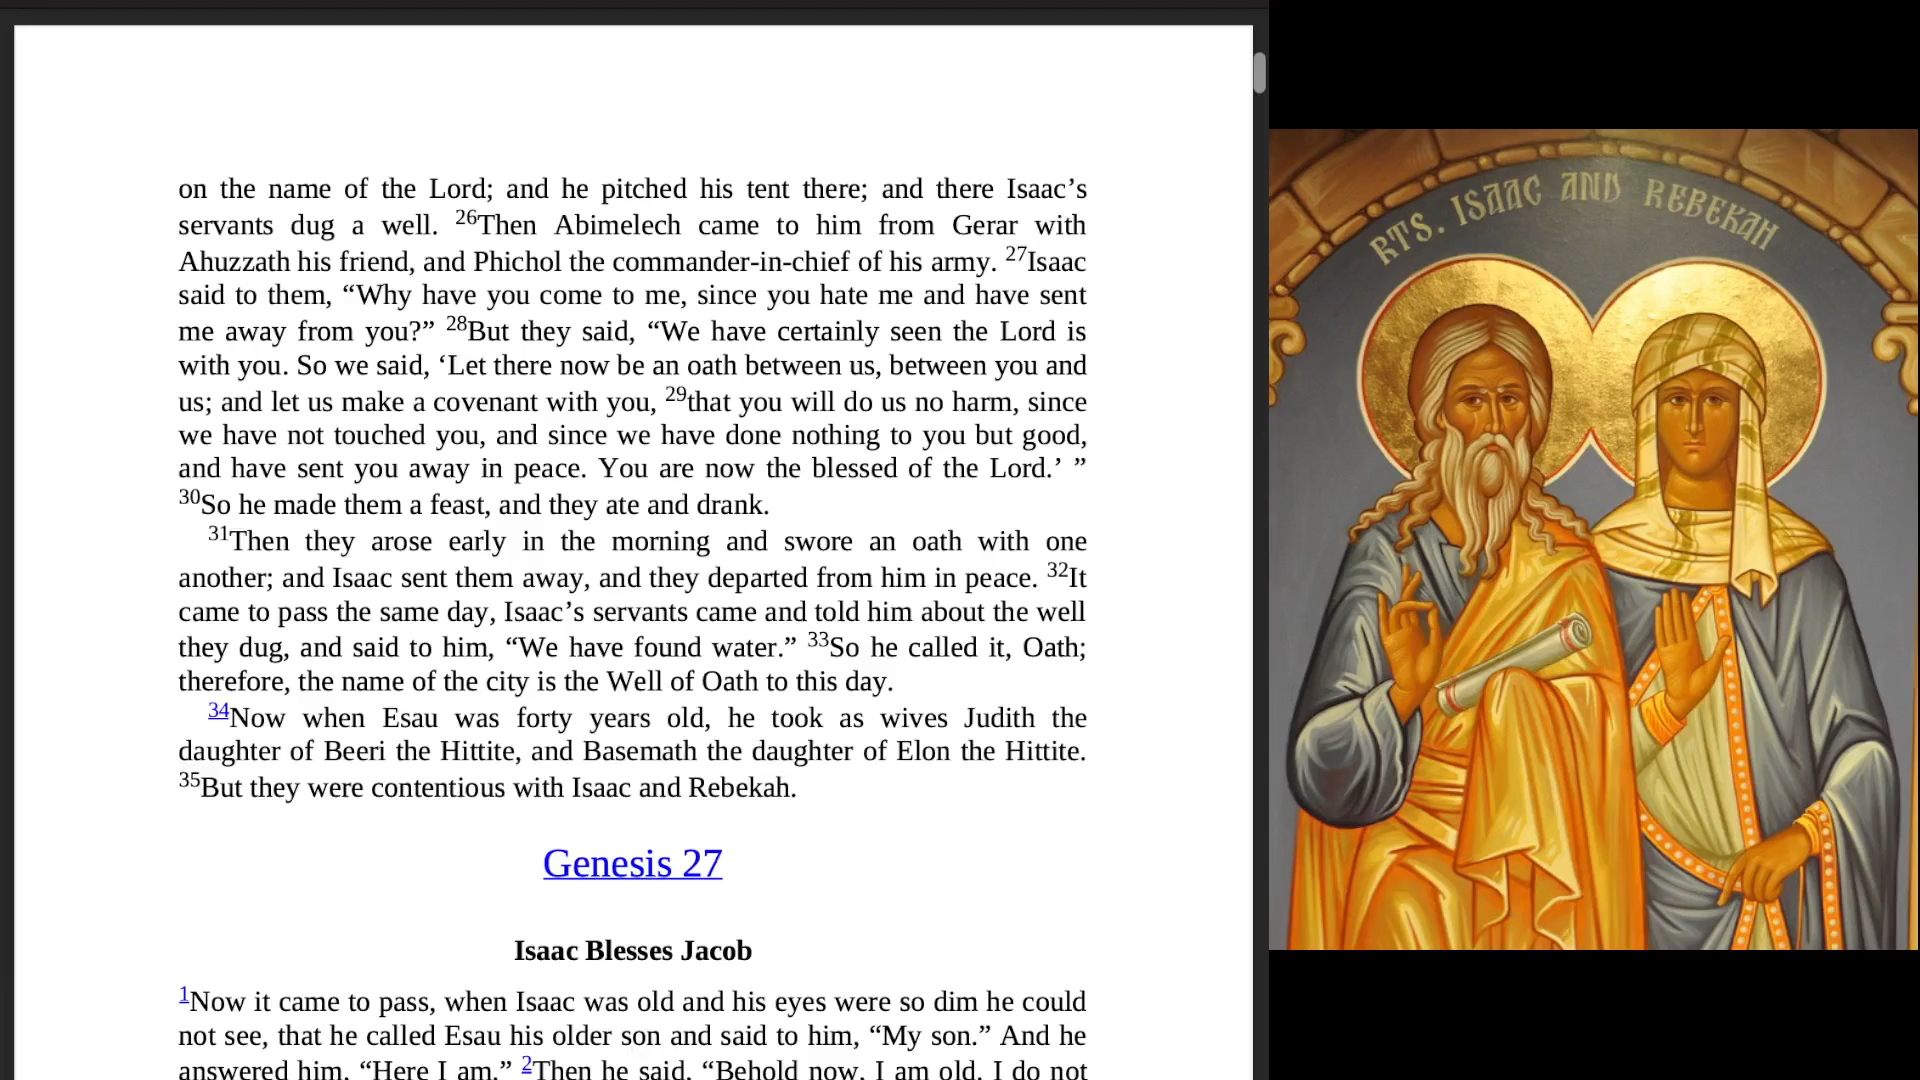 on the name of the Lord; and he pitched his tent there; and there Isaac’s
servants dug a well. 26Then Abimelech came to him from Gerar with
Ahuzzath his friend, and Phichol the commander-in-chief of his army. 27Isaac
said to them, “Why have you come to me, since you hate me and have sent
me away from you?” 28But they said, “We have certainly seen the Lord is
with you. So we said, ‘Let there now be an oath between us, between you and
us; and let us make a covenant with you, 29that you will do us no harm, since
we have not touched you, and since we have done nothing to you but good,
and have sent you away in peace. You are now the blessed of the Lord.’ ”
30So he made them a feast, and they ate and drank.
31Then they arose early in the morning and swore an oath with one
another; and Isaac sent them away, and they departed from him in peace. 32It
came to pass the same day, Isaac’s servants came and told him about the well
they dug, and said to him, “We have found water.” 33So he called it, Oath;
therefore, the name of the city is the Well of Oath to this day.
34Now when Esau was forty years old, he took as wives Judith the
daughter of Beeri the Hittite, and Basemath the daughter of Elon the Hittite.
35But they were contentious with Isaac and Rebekah.
Genesis 27
Isaac Blesses Jacob
1Now it came to pass, when Isaac was old and his eyes were so dim he could
not see, that he called Esau his older son and said to him, “My son.” And he
answered him, “Here I am.” 2Then he said, “Behold now, I am old. I do not
RTS. ISAAC AND REBEKAH